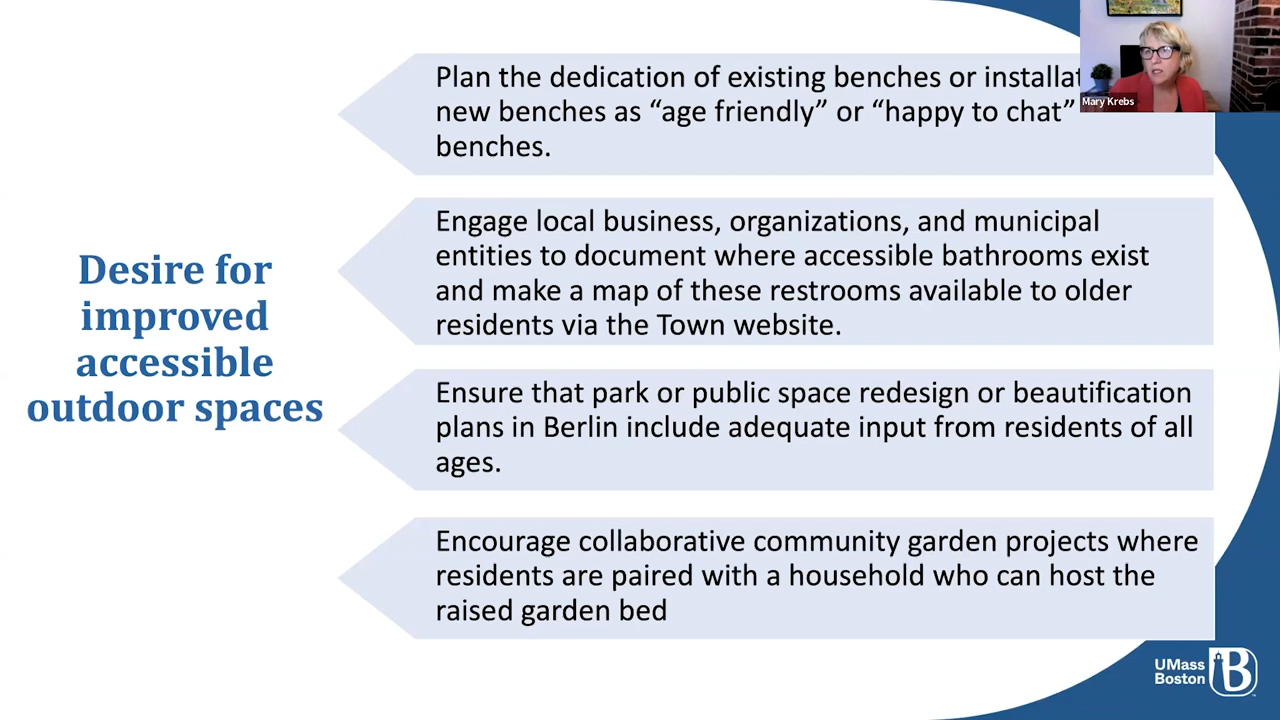 Plan the dedication of existing benches or
new benches as “age friendly” or “happy to chat”
benches.
Mary Krebs
Engage local business, organizations, and municipal
entities to document where accessible bathrooms exist
and make a map of these restrooms available to older
residents via the Town website.
Desire for
improved
accessible
outdoor spaces
Ensure that park or public space redesign or beautification
plans in Berlin include adequate input from residents of all
ages.
Encourage collaborative community garden projects where
residents are paired with a household who can host the
raised garden bed
UMass
Boston
B